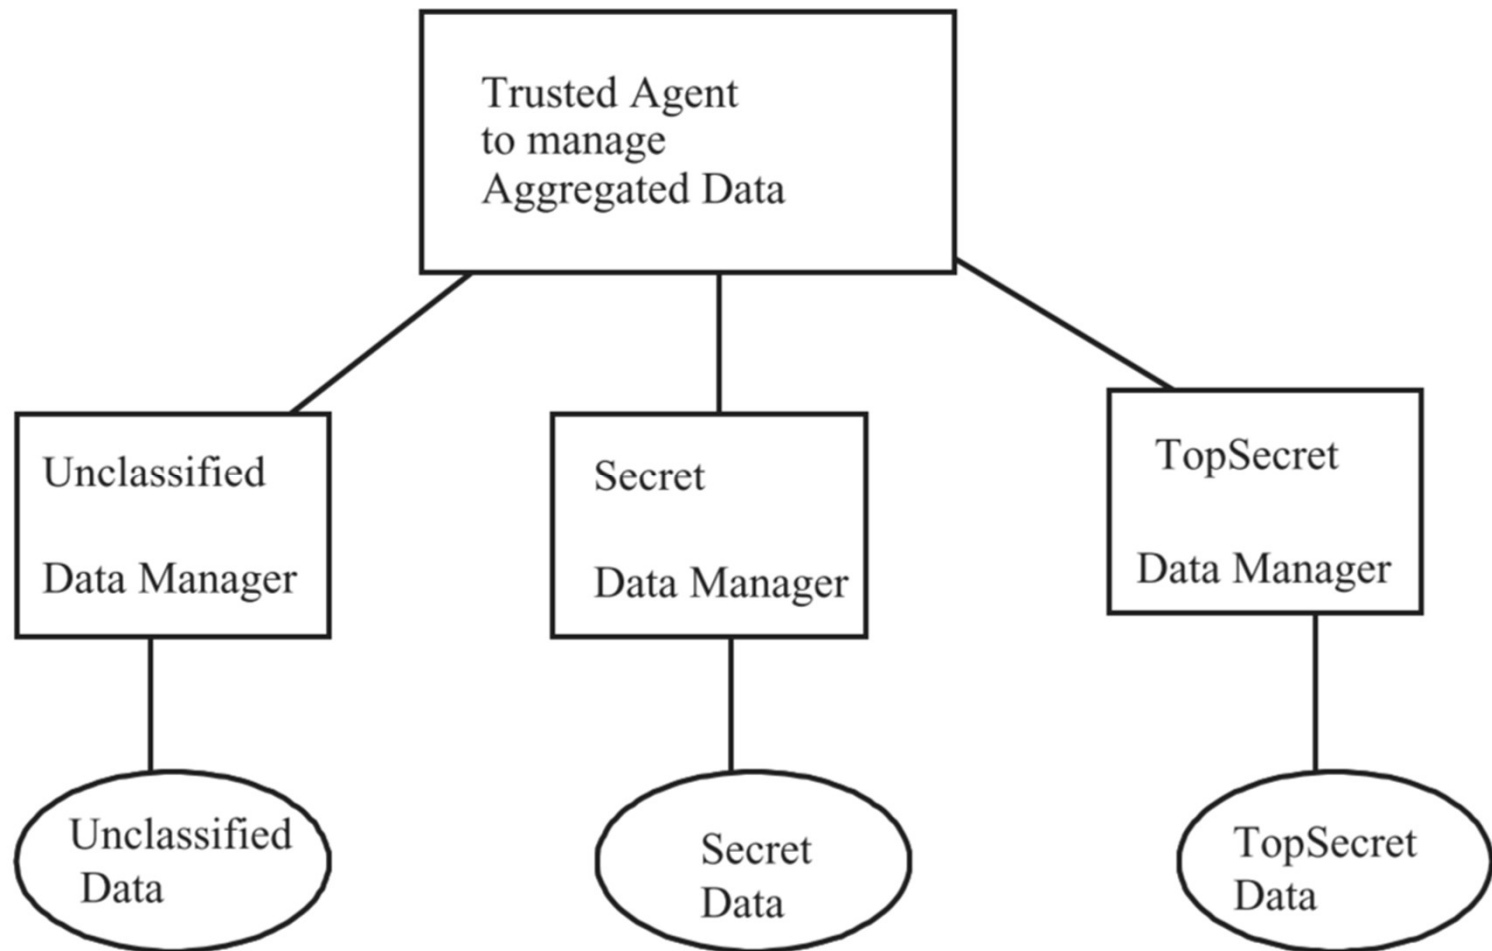 Trusted Agent
to manage
Aggregated Data
Unclassified
Data Manager
Secret
Data Manager
TopSecret
Data Manager
Unclassified
Data
Secret
Data
TopSecret
Data